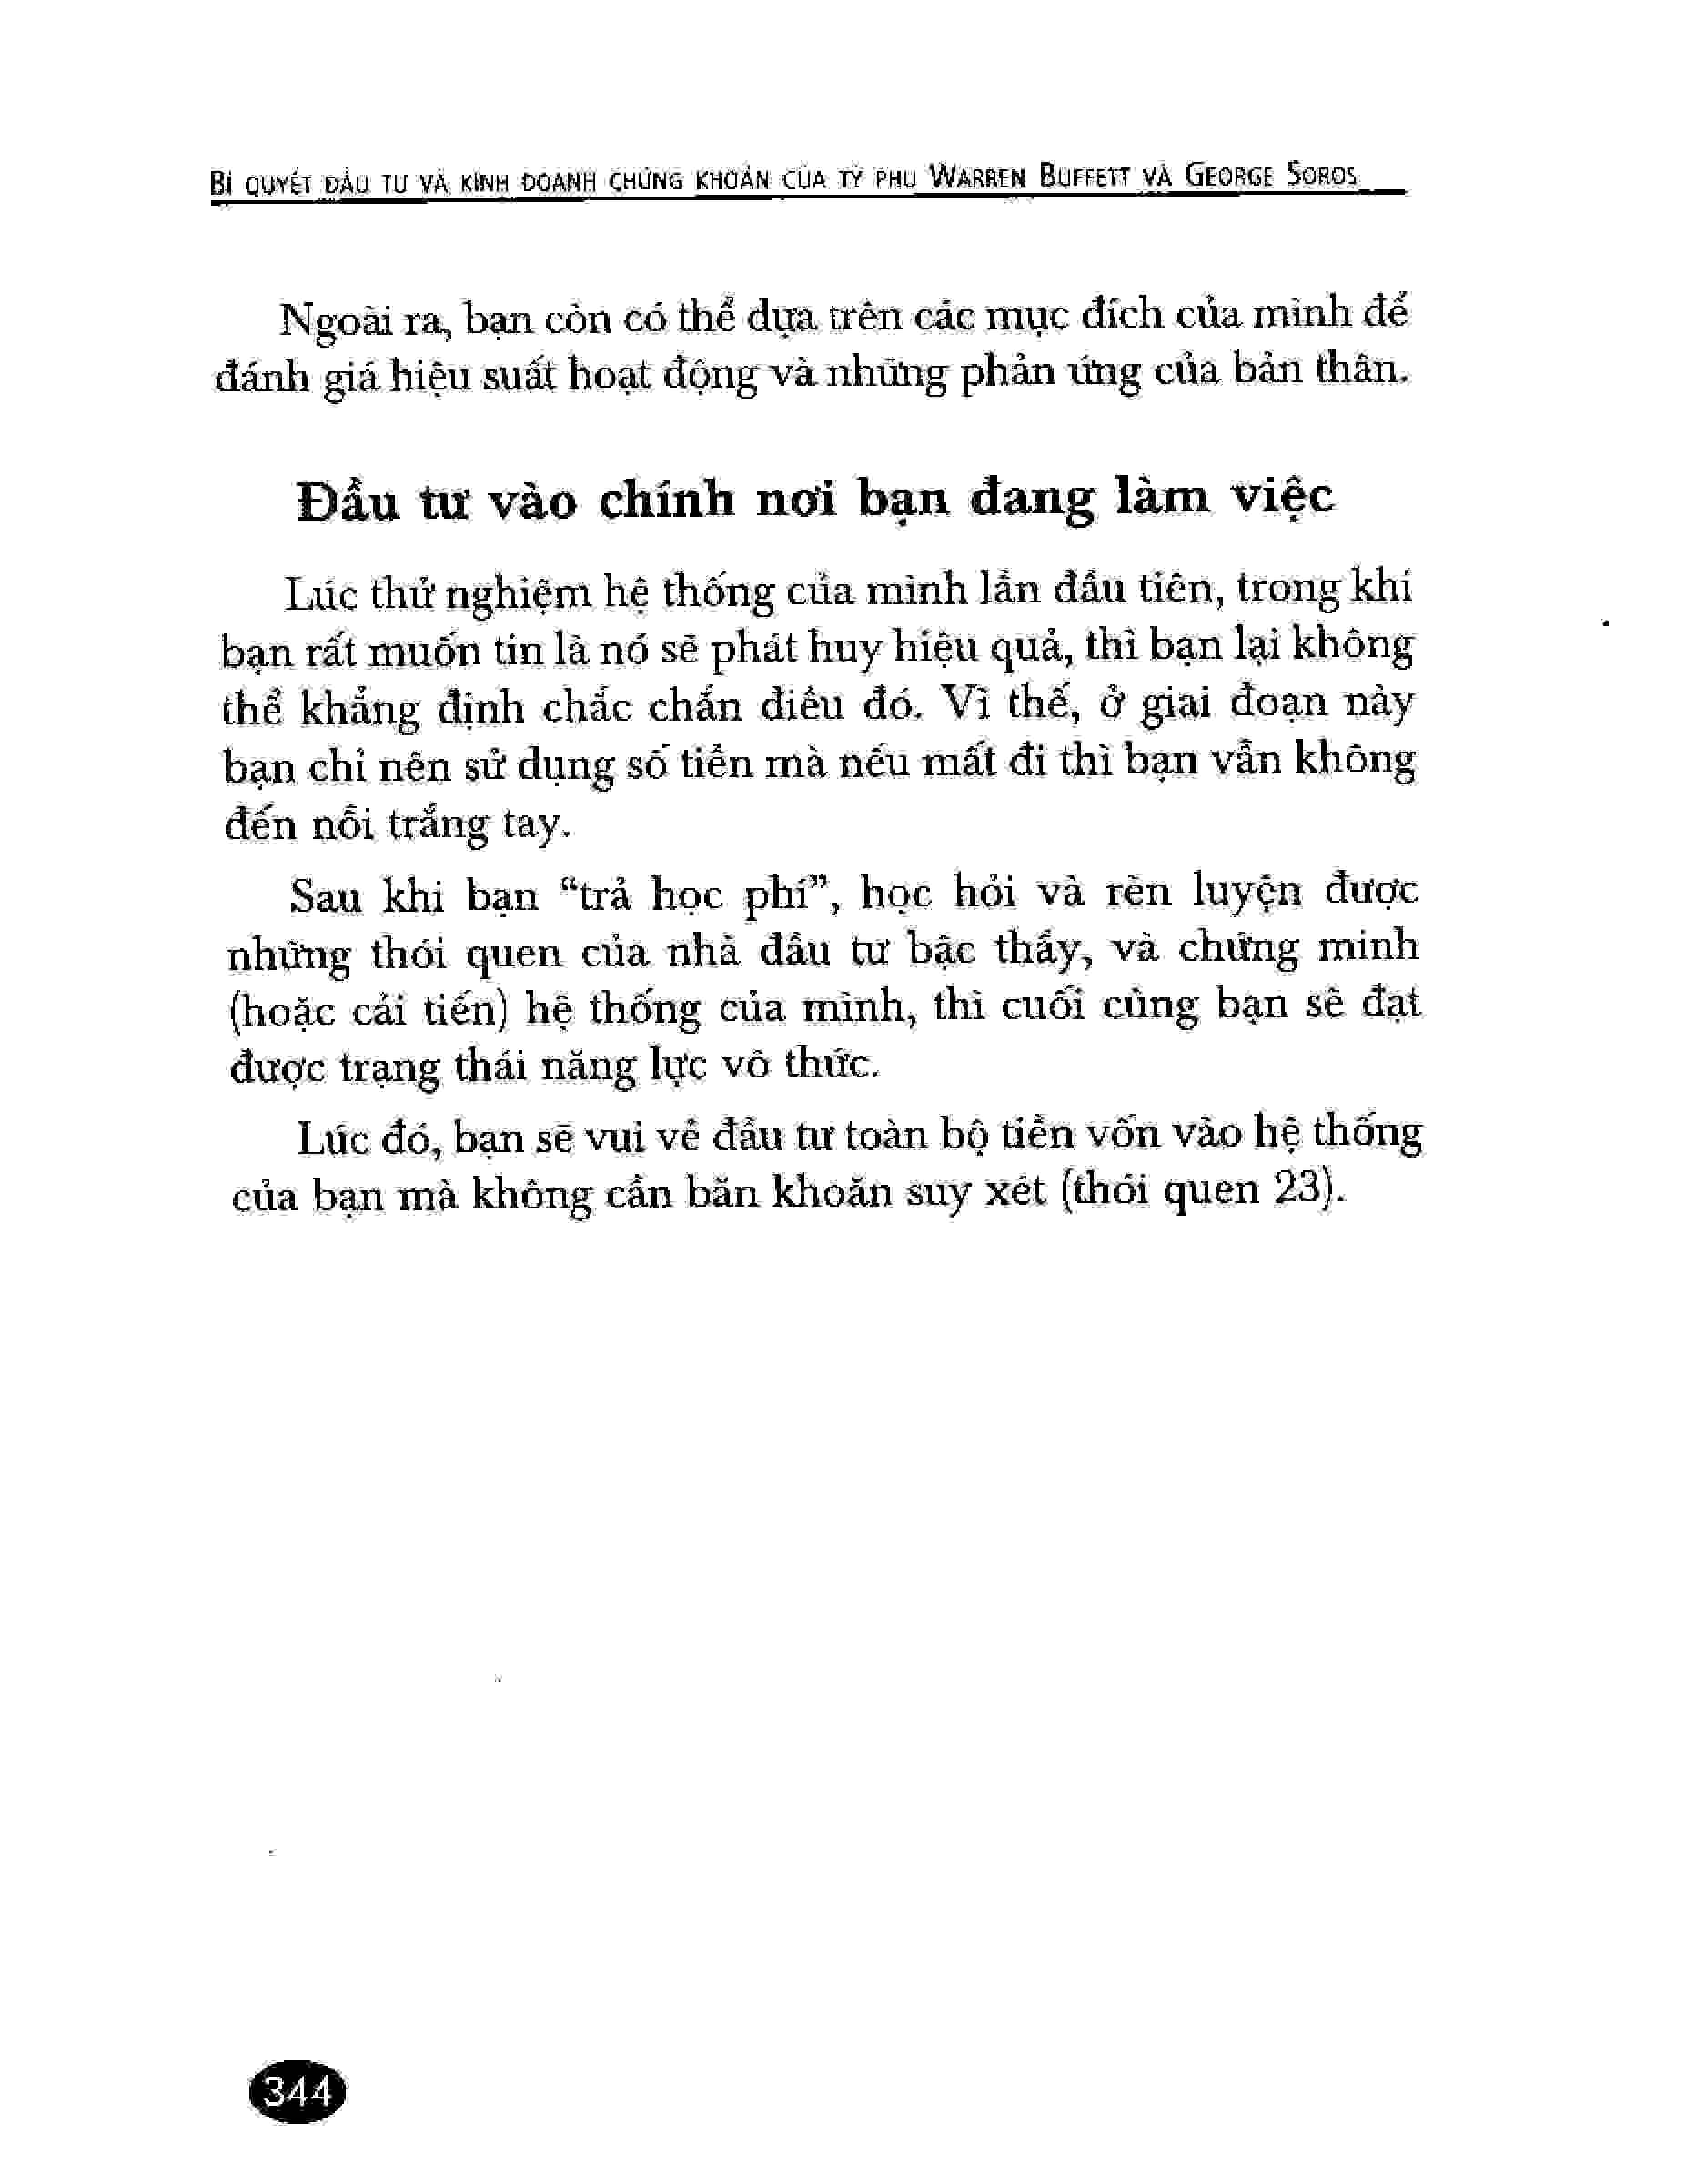 BÍ QUYẾT ĐẦU TƯ VÀ KINH DOANH CHỨNG KHOÁN CỦA TỶ PHÚ WARREN BUFFETT VÀ GEORGE SOROS
Ngoài ra, bạn còn có thể dựa trên các mục đích của mình để
đánh giá hiệu suất hoạt động và những phản ứng của bản thân.
Đầu tư vào chính nơi bạn đang làm việc
Lúc thử nghiệm hệ thống của mình lần đầu tiên, trong khi
bạn rất muốn tin là nó sẽ phát huy hiệu quả, thì bạn lại không
thể khẳng định chắc chắn điều đó. Vì thế, ở giai đoạn này
bạn chỉ nên sử dụng số tiền mà nếu mất đi thì bạn vẫn không
đến nỗi trắng tay.
Sau khi bạn “trả học phí”, học hỏi và rèn luyện được
những thói quen của nhà đầu tư bậc thầy, và chứng minh
(hoặc cải tiến) hệ thống của mình, thì cuối cùng bạn sẽ đạt
được trạng thái năng lực vô thức.
Lúc đó, bạn sẽ vui vẻ đầu tư toàn bộ tiền vốn vào hệ thống
của bạn mà không cần băn khoăn suy xét (thói quen 23).
344